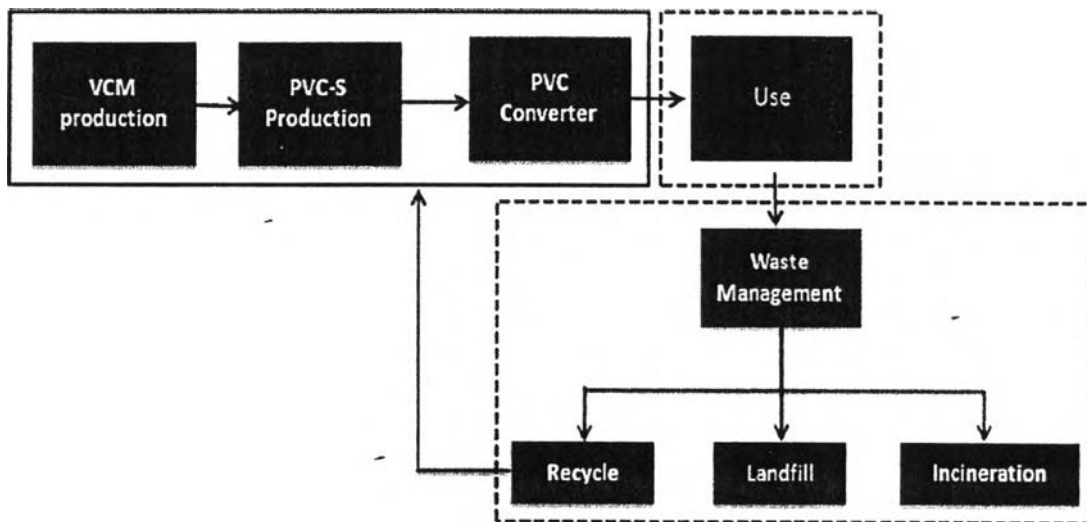 VCM
production
PVC-S
Production
PVC
Converter
Use
Waste
Management
Recycle
Landfill
Incineration